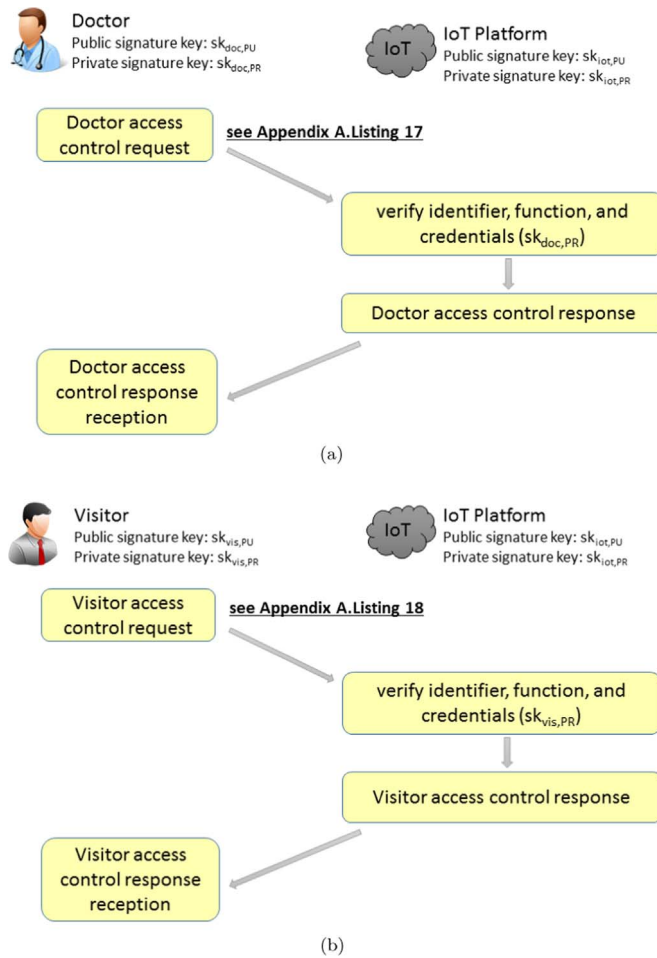 Doctor
Public signature key: sk_doc,PU
Private signature key: sk_doc,PR
IoT
IoT Platform
Public signature key: sk_iot,PU
Private signature key: sk_iot,PR
Doctor access
control request
see Appendix A.Listing 17
verify identifier, function, and
credentials (sk_doc,PR)
Doctor access control response
Doctor access
control response
reception
(a)
Visitor
Public signature key: sk_vis,PU
Private signature key: sk_vis,PR
IoT
IoT Platform
Public signature key: sk_iot,PU
Private signature key: sk_iot,PR
Visitor access
control request
see Appendix A.Listing 18
verify identifier, function, and
credentials (sk_vis,PR)
Visitor access control response
Visitor access
control response
reception
(b)